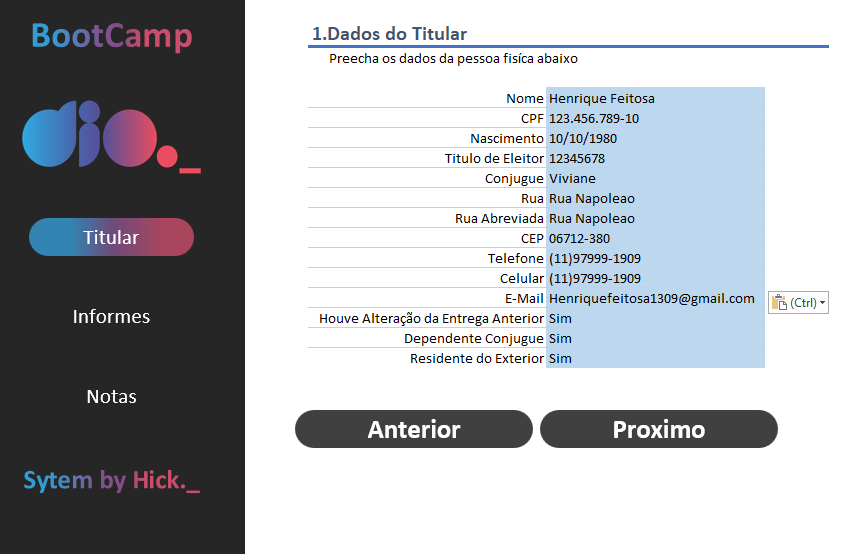 BootCamp
dio._
Titular
Informes
Notas
Sytem by Hick._
1.Dados do Titular
Preecha os dados da pessoa fisíca abaixo
Nome Henrique Feitosa
CPF 123.456.789-10
Nascimento 10/10/1980
Titulo de Eleitor 12345678
Conjugue Viviane
Rua Rua Napoleao
Rua Abreviada Rua Napoleao
CEP 06712-380
Telefone (11)97999-1909
Celular (11)97999-1909
E-Mail Henriquefeitosa1309@gmail.com
(Ctrl)
Houve Alteração da Entrega Anterior Sim
Dependente Conjugue Sim
Residente do Exterior Sim
Anterior
Proximo